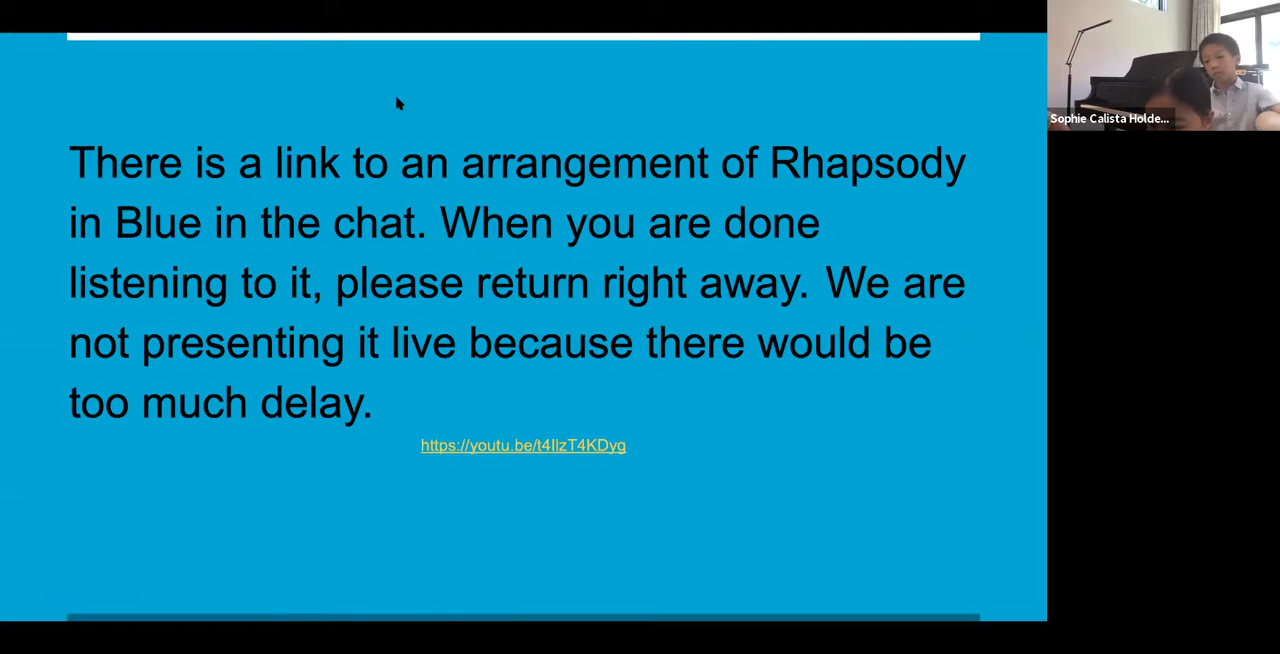 There is a link to an arrangement of Rhapsody
in Blue in the chat. When you are done
listening to it, please return right away. We are
not presenting it live because there would be
too much delay.
https://youtu.be/t4IlzT4KDyg
Sophie Calista Holde...